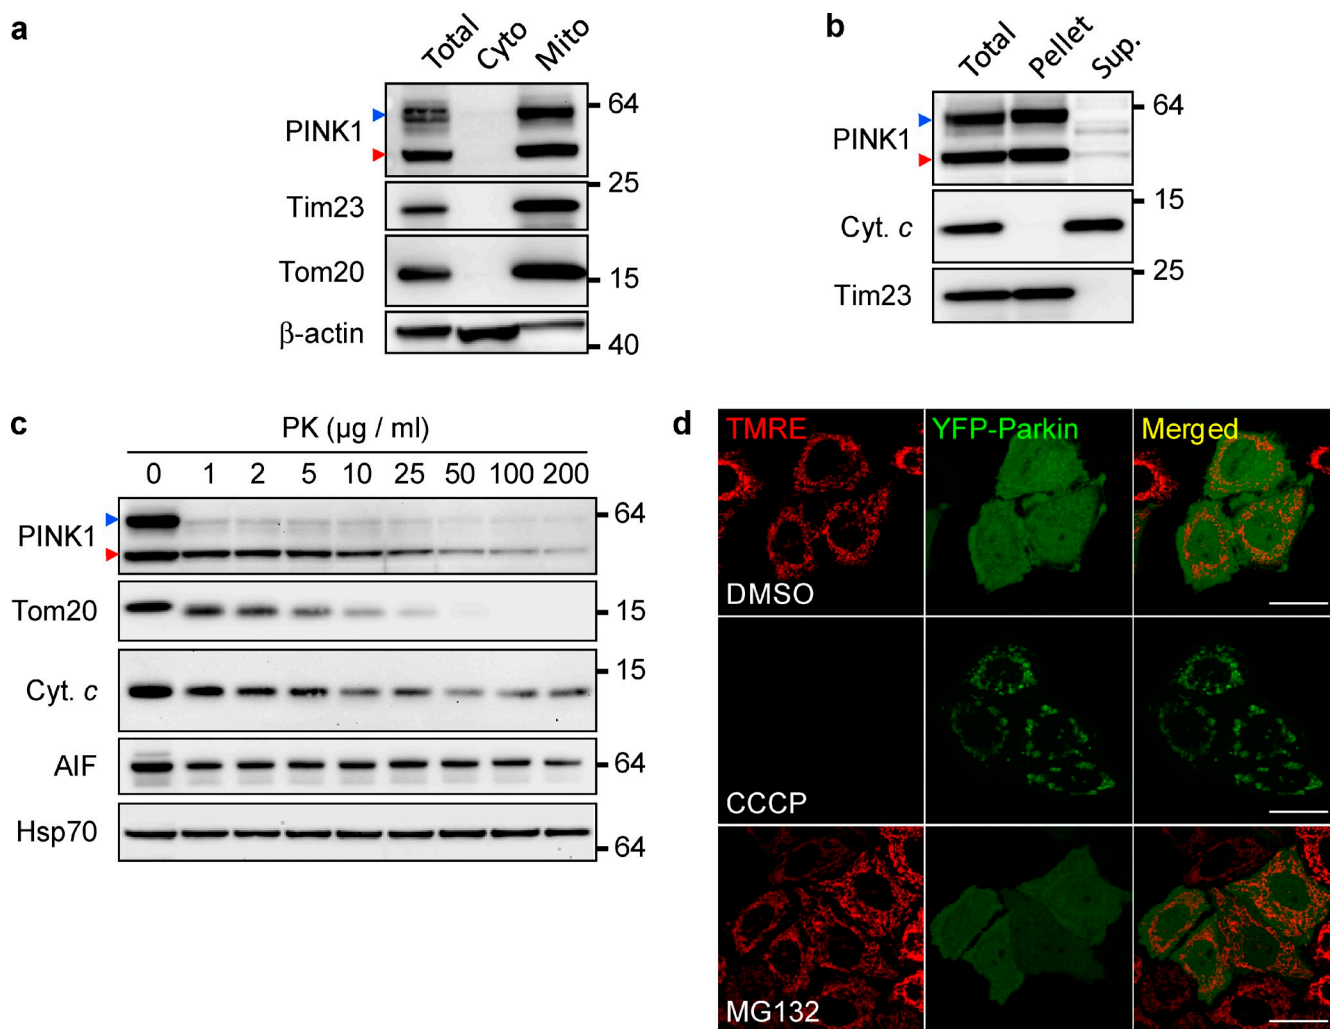 a
Total Cyto Mito
PINK1
64
25
Tim23
Tom20
15
β-actin
40
b
Total Pellet Sup.
64
PINK1
15
Cyt. c
25
Tim23
c
PK (µg / ml)
0 1 2 5 10 25 50 100 200
PINK1
64
Tom20
15
15
Cyt. c
AIF
64
Hsp70
64
d
TMRE YFP-Parkin Merged
DMSO
CCCP
MG132